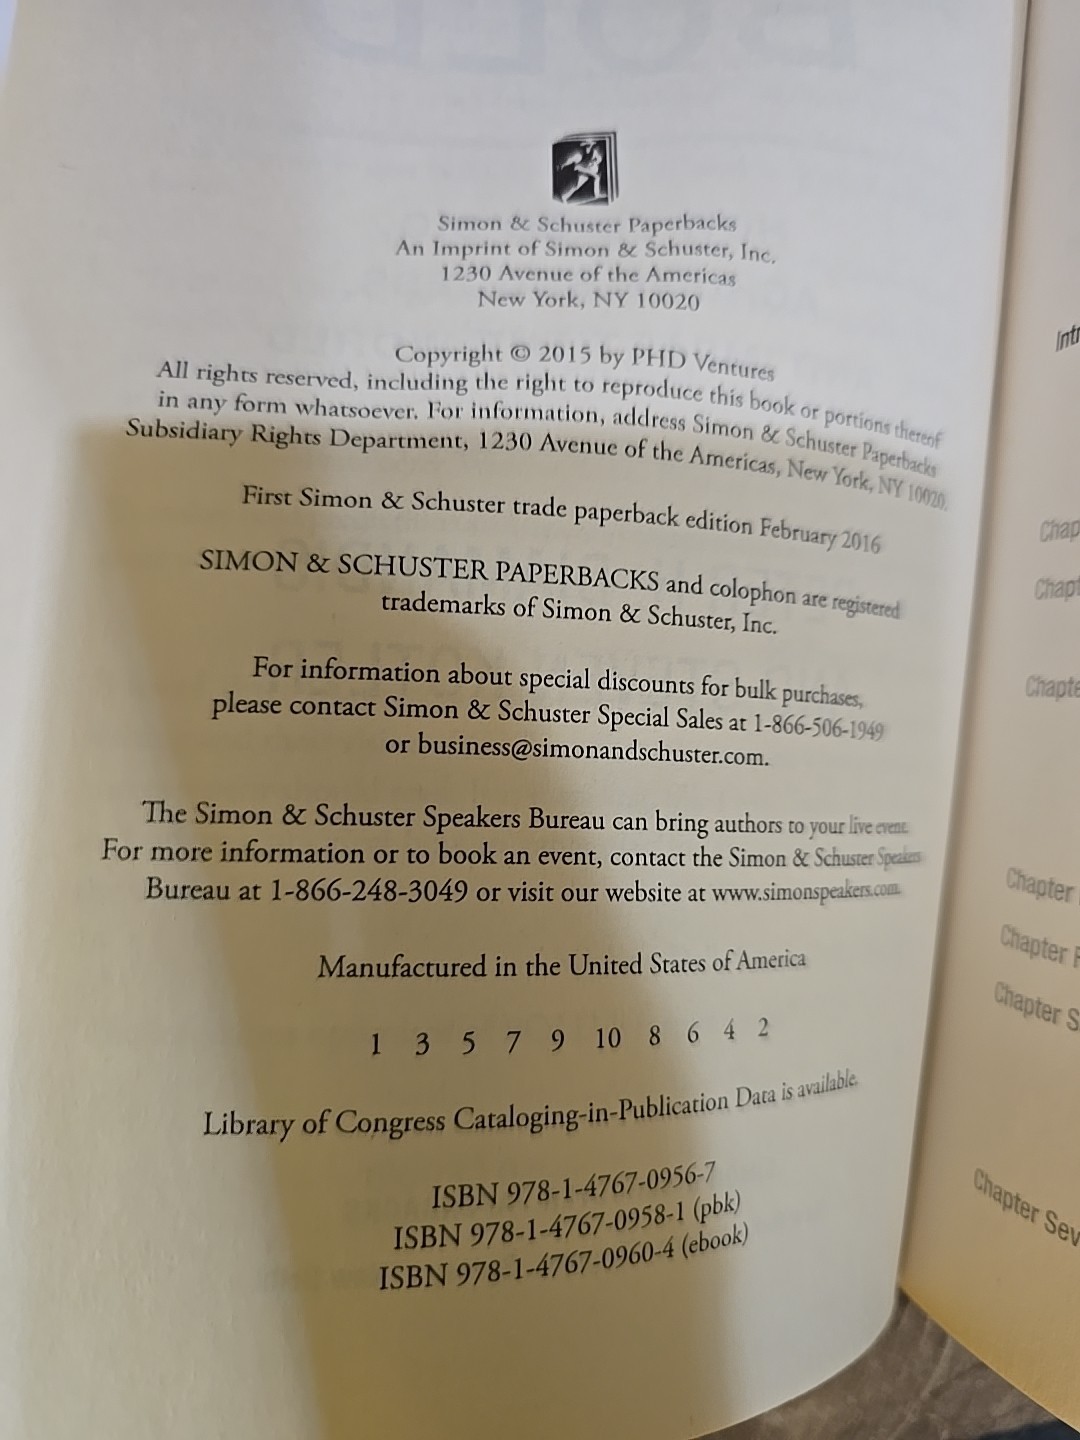 Simon & Schuster Paperbacks
An Imprint of Simon & Schuster, Inc.
1230 Avenue of the Americas
New York, NY 10020
Copyright © 2015 by PHD Ventures
All rights reserved, including the right to reproduce this book or portions thereof
in any form whatsoever. For information, address Simon & Schuster Paperbacks
Subsidiary Rights Department, 1230 Avenue of the Americas, New York, NY 10020.
First Simon & Schuster trade paperback edition February 2016
SIMON & SCHUSTER PAPERBACKS and colophon are registered
trademarks of Simon & Schuster, Inc.
For information about special discounts for bulk purchases,
please contact Simon & Schuster Special Sales at 1-866-506-1949
or business@simonandschuster.com.
The Simon & Schuster Speakers Bureau can bring authors to your live event.
For more information or to book an event, contact the Simon & Schuster Speakers
Bureau at 1-866-248-3049 or visit our website at www.simonspeakers.com.
Manufactured in the United States of America
1 3 5 7 9 10 8 6 4 2
Library of Congress Cataloging-in-Publication Data is available.
ISBN 978-1-4767-0956-7
ISBN 978-1-4767-0958-1 (pbk)
ISBN 978-1-4767-0960-4 (ebook)
Chapter
Chapter
Chapter
Chapter